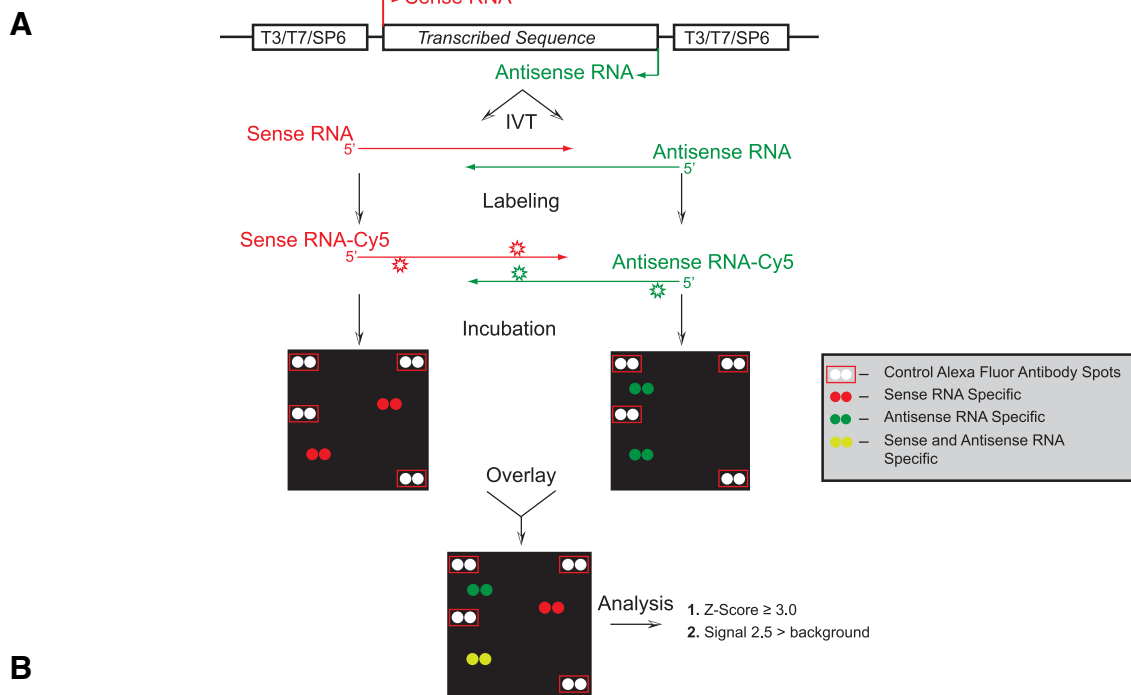 A
Sense RNA
T3/T7/SP6 Transcribed Sequence T3/T7/SP6
Antisense RNA
IVT
Sense RNA
5' Antisense RNA
5'
Labeling
Sense RNA-Cy5
5' Antisense RNA-Cy5
5'
Incubation
– Control Alexa Fluor Antibody Spots
– Sense RNA Specific
– Antisense RNA Specific
– Sense and Antisense RNA
Specific
Overlay
Analysis
1. Z-Score ≥ 3.0
2. Signal 2.5 > background
B